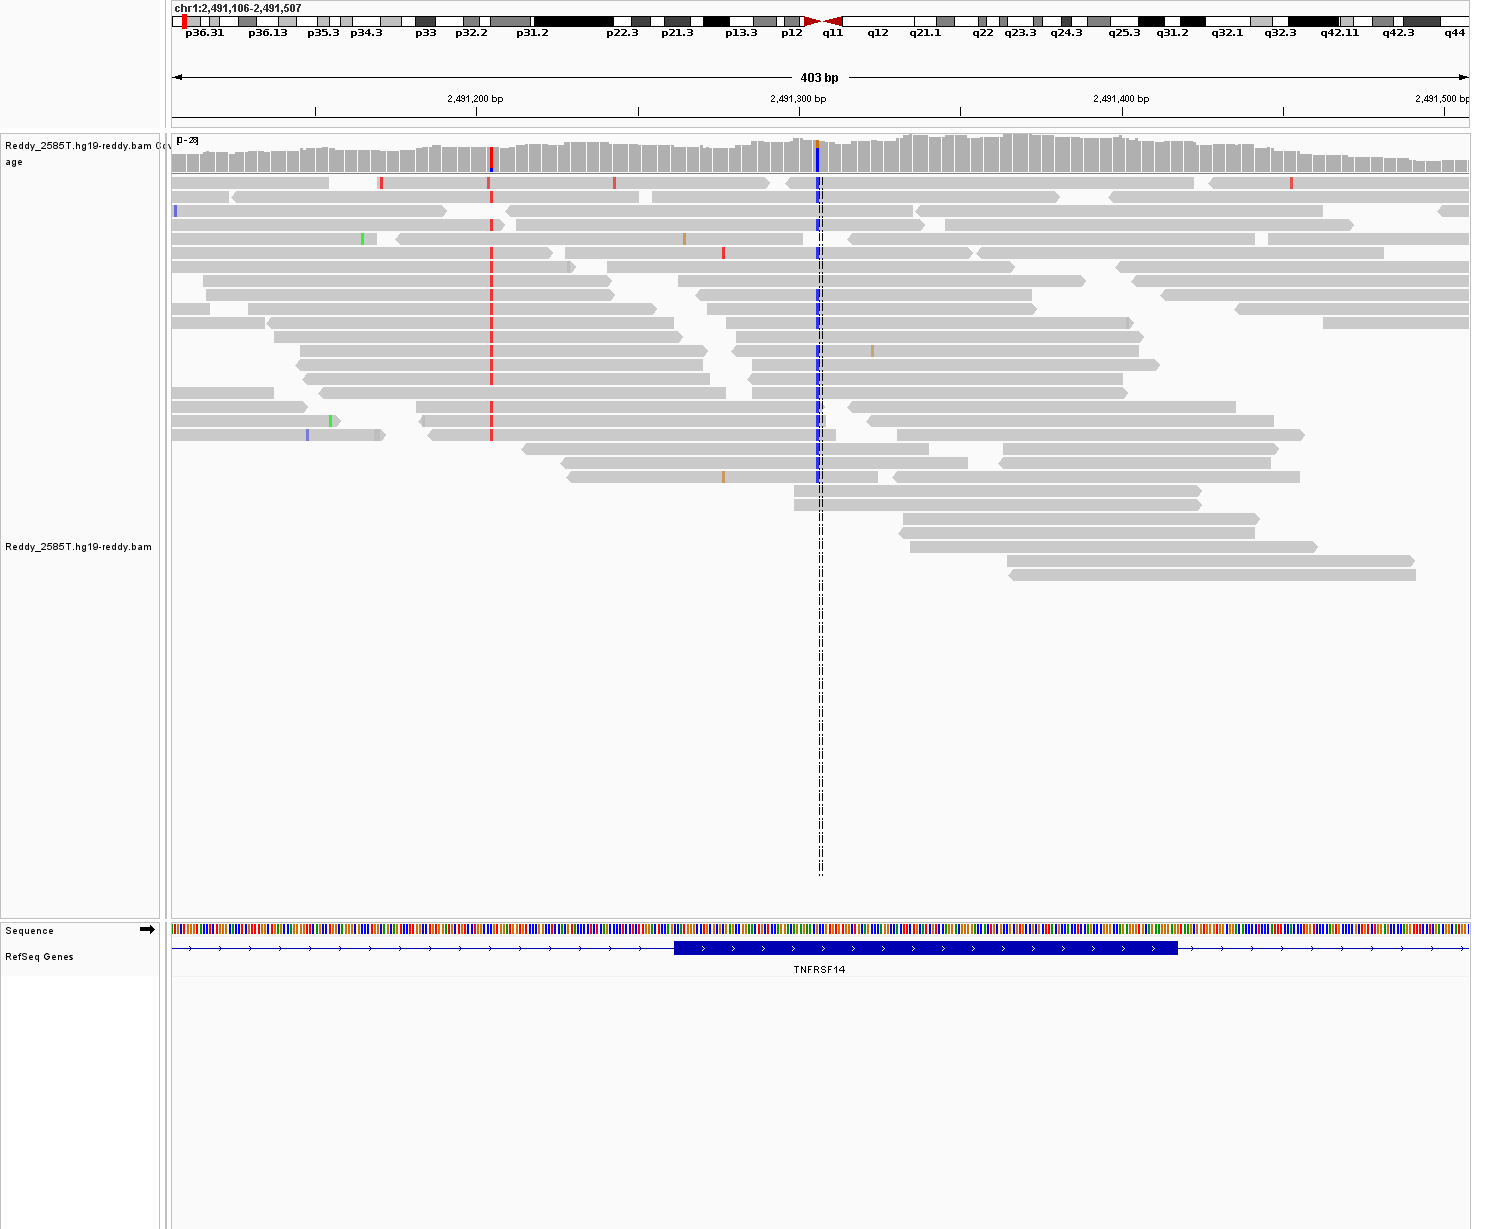 chr1:2,491,106-2,491,507
p36.31 p36.13 p35.3 p34.3 p33 p32.2 p31.2 p22.3 p21.3 p13.3 p12 q11 q12 q21.1 q22 q23.3 q24.3 q25.3 q31.2 q32.1 q32.3 q42.11 q42.3 q44
403 bp
2,491,200 bp 2,491,300 bp 2,491,400 bp 2,491,500 bp
Reddy_2585T.hg19-reddy.bam Cov
age
[0 - 28]
Reddy_2585T.hg19-reddy.bam
Sequence
RefSeq Genes
TNFRSF14